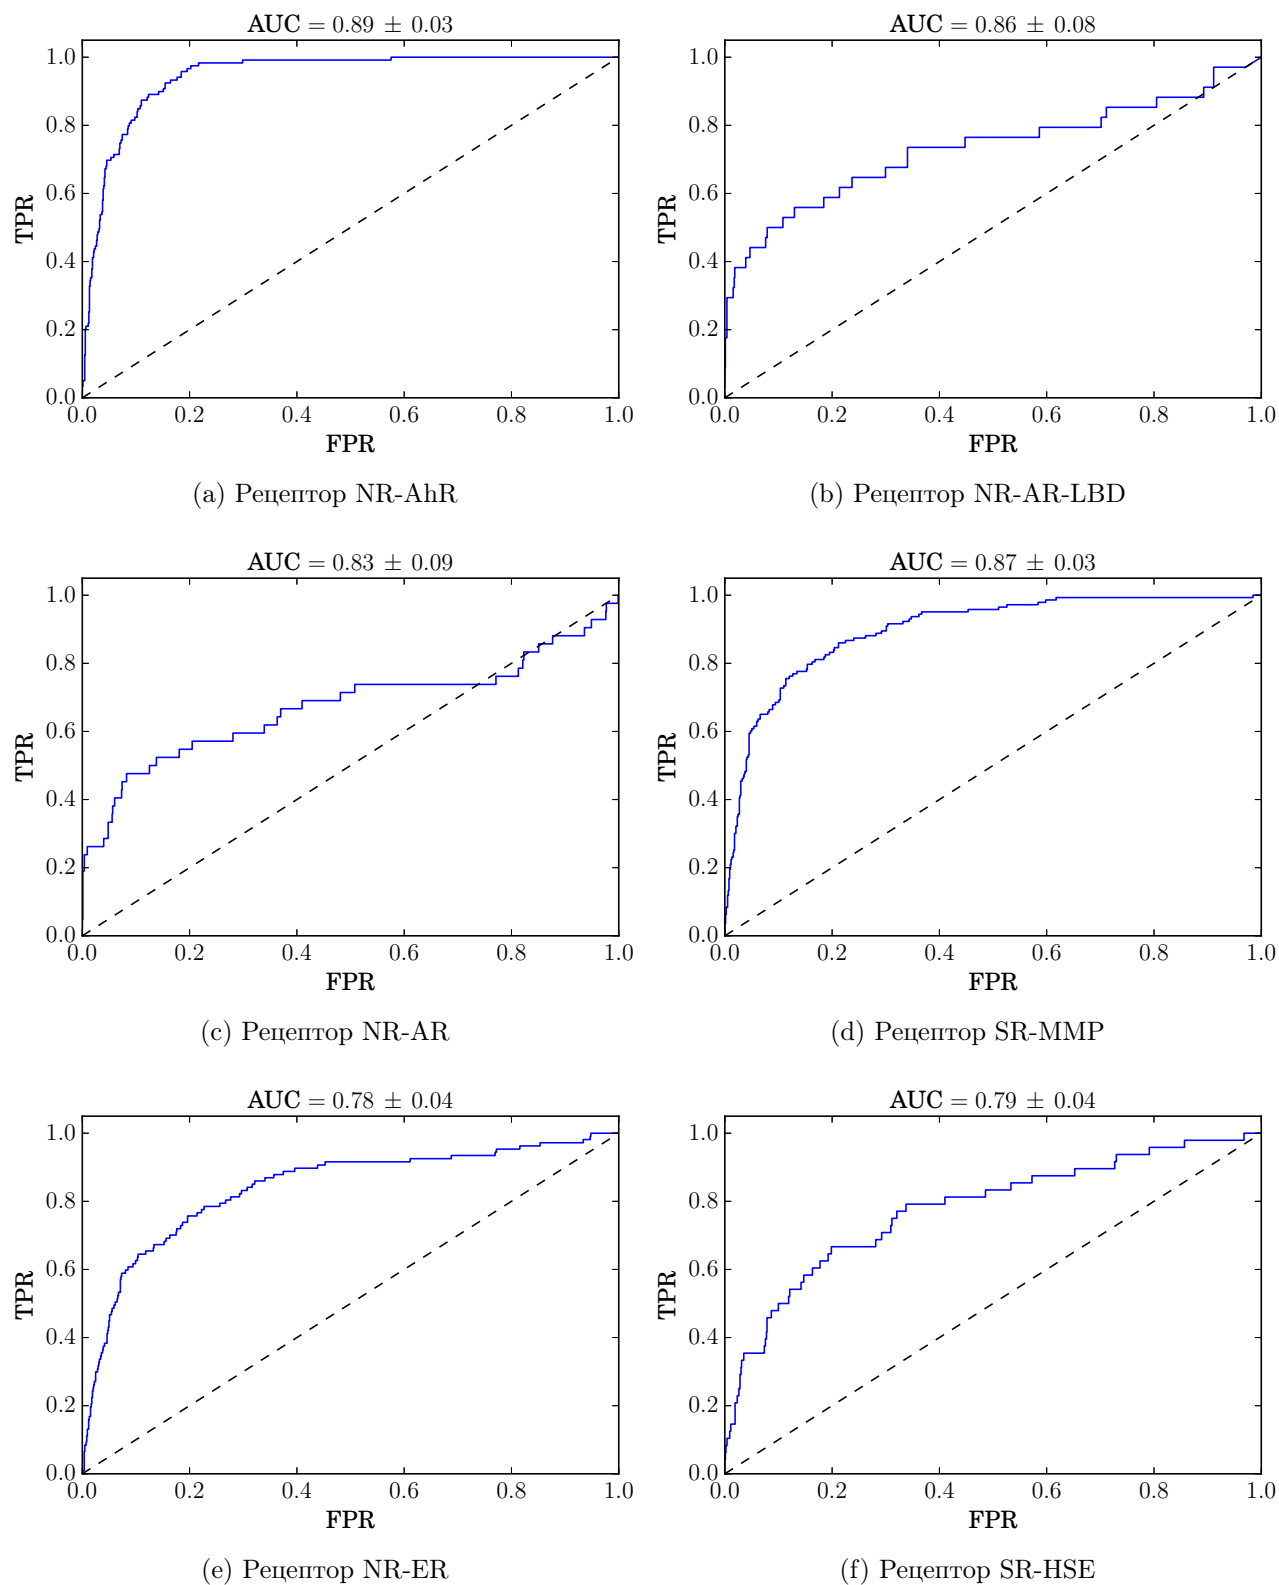 AUC = 0.89 ± 0.03
1.0
0.8
0.6
0.4
0.2
0.0
TPR
0.0 0.2 0.4 0.6 0.8 1.0
FPR
(a) Рецептор NR-AhR
AUC = 0.86 ± 0.08
1.0
0.8
0.6
0.4
0.2
0.0
TPR
0.0 0.2 0.4 0.6 0.8 1.0
FPR
(b) Рецептор NR-AR-LBD
AUC = 0.83 ± 0.09
1.0
0.8
0.6
0.4
0.2
0.0
TPR
0.0 0.2 0.4 0.6 0.8 1.0
FPR
(c) Рецептор NR-AR
AUC = 0.87 ± 0.03
1.0
0.8
0.6
0.4
0.2
0.0
TPR
0.0 0.2 0.4 0.6 0.8 1.0
FPR
(d) Рецептор SR-MMP
AUC = 0.78 ± 0.04
1.0
0.8
0.6
0.4
0.2
0.0
TPR
0.0 0.2 0.4 0.6 0.8 1.0
FPR
(e) Рецептор NR-ER
AUC = 0.79 ± 0.04
1.0
0.8
0.6
0.4
0.2
0.0
TPR
0.0 0.2 0.4 0.6 0.8 1.0
FPR
(f) Рецептор SR-HSE